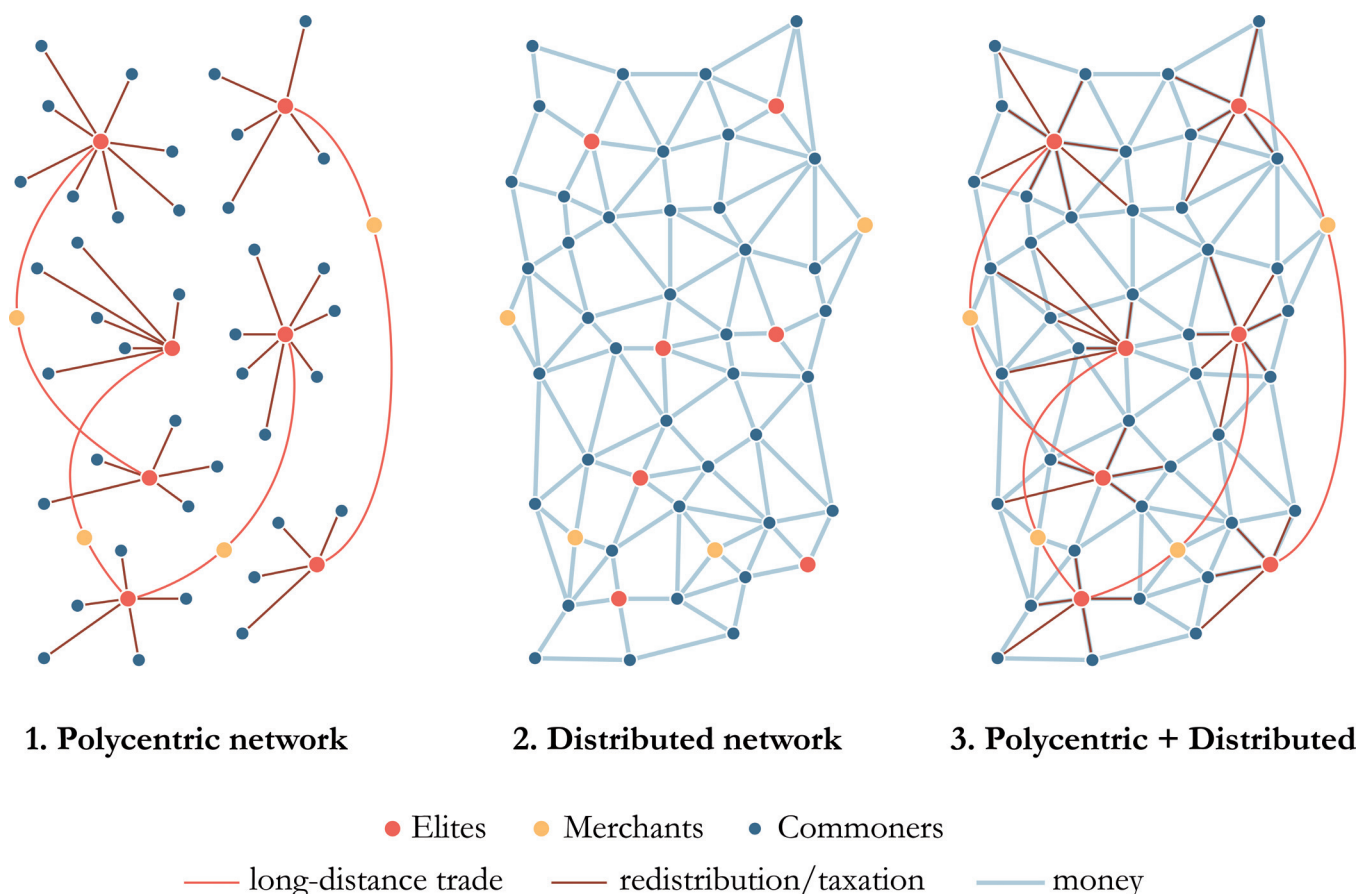 1. Polycentric network
2. Distributed network
3. Polycentric + Distributed
Elites
Merchants
Commoners
long-distance trade
redistribution/taxation
money